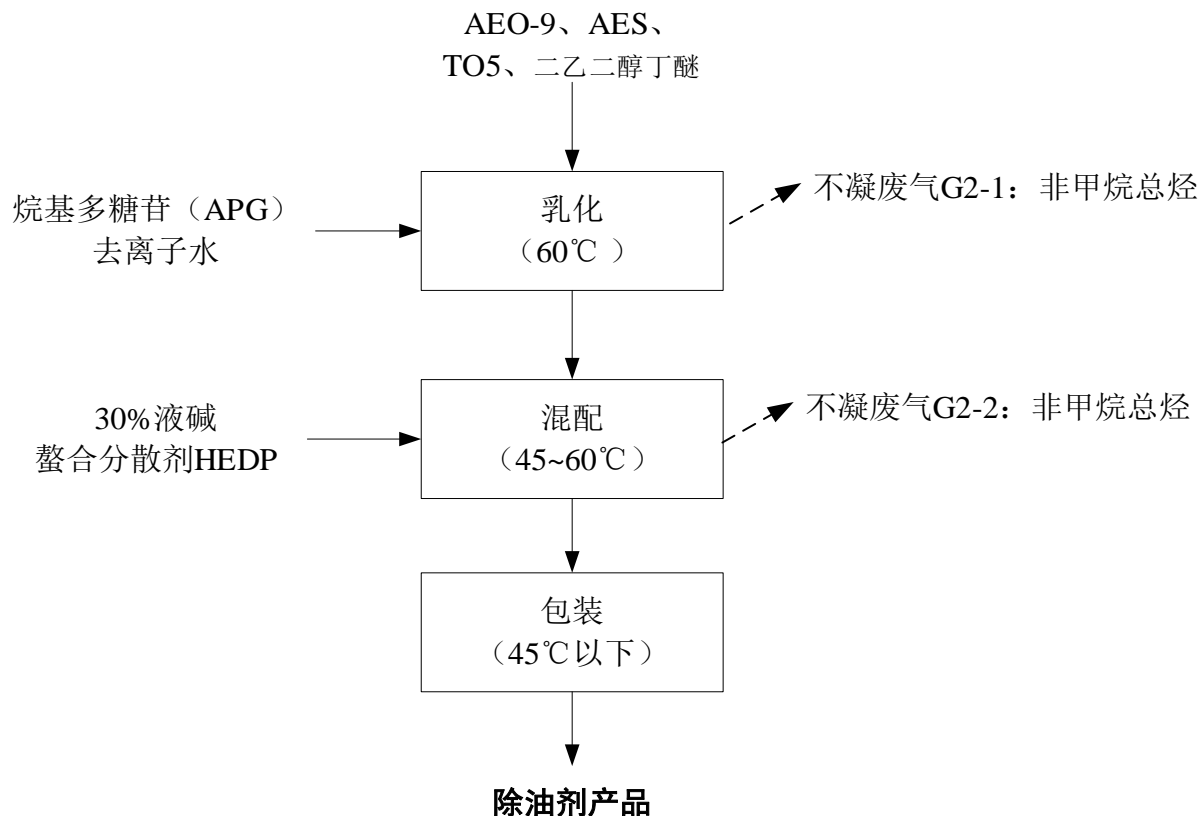 AEO-9、AES、
TO5、二乙二醇丁醚
烷基多糖苷（APG）
去离子水
乳化
（60℃ ）
不凝废气G2-1：非甲烷总烃
30%液碱
螯合分散剂HEDP
混配
（45~60℃）
不凝废气G2-2：非甲烷总烃
包装
（45℃以下）
除油剂产品